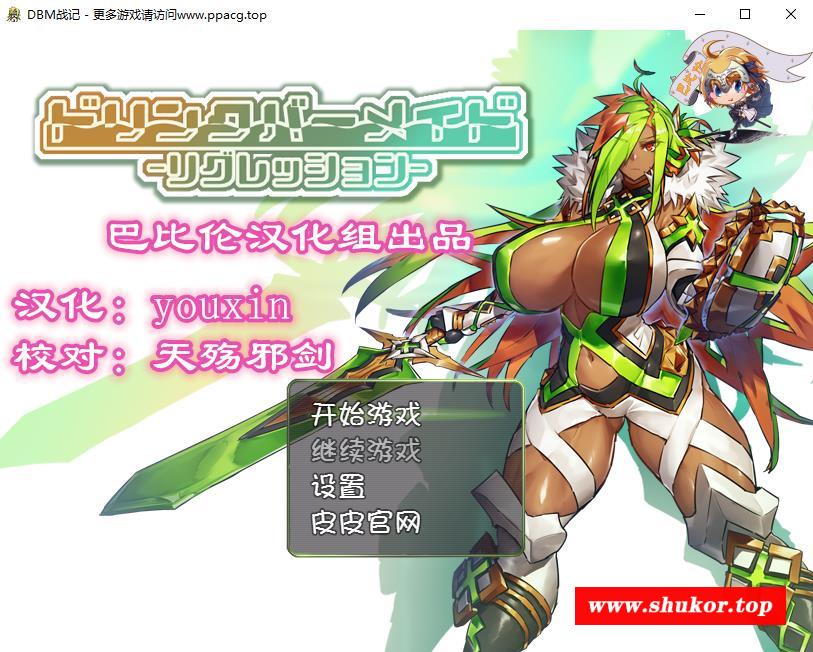 DBM战记 - 更多游戏请访问www.ppacg.top
ドリンクバーメイド
-リグレッション-
巴比伦汉化组出品
汉化：youxin
校对：天殇邪剑
开始游戏
继续游戏
设置
皮皮官网
www.shukor.top